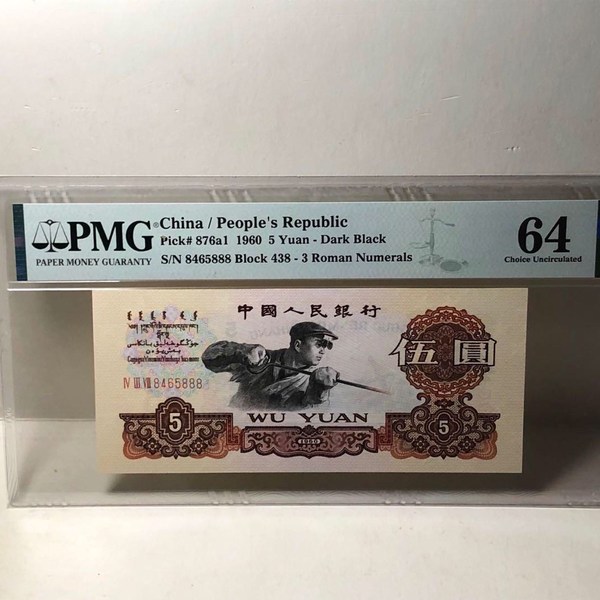 PMG
PAPER MONEY GUARANTY
China / People's Republic
Pick# 876a1 1960 5 Yuan - Dark Black
S/N 8465888 Block 438 - 3 Roman Numerals
64
Choice Uncirculated
中國人民銀行
IV III VIII 8465888
伍圓
5
WU YUAN
1960
5